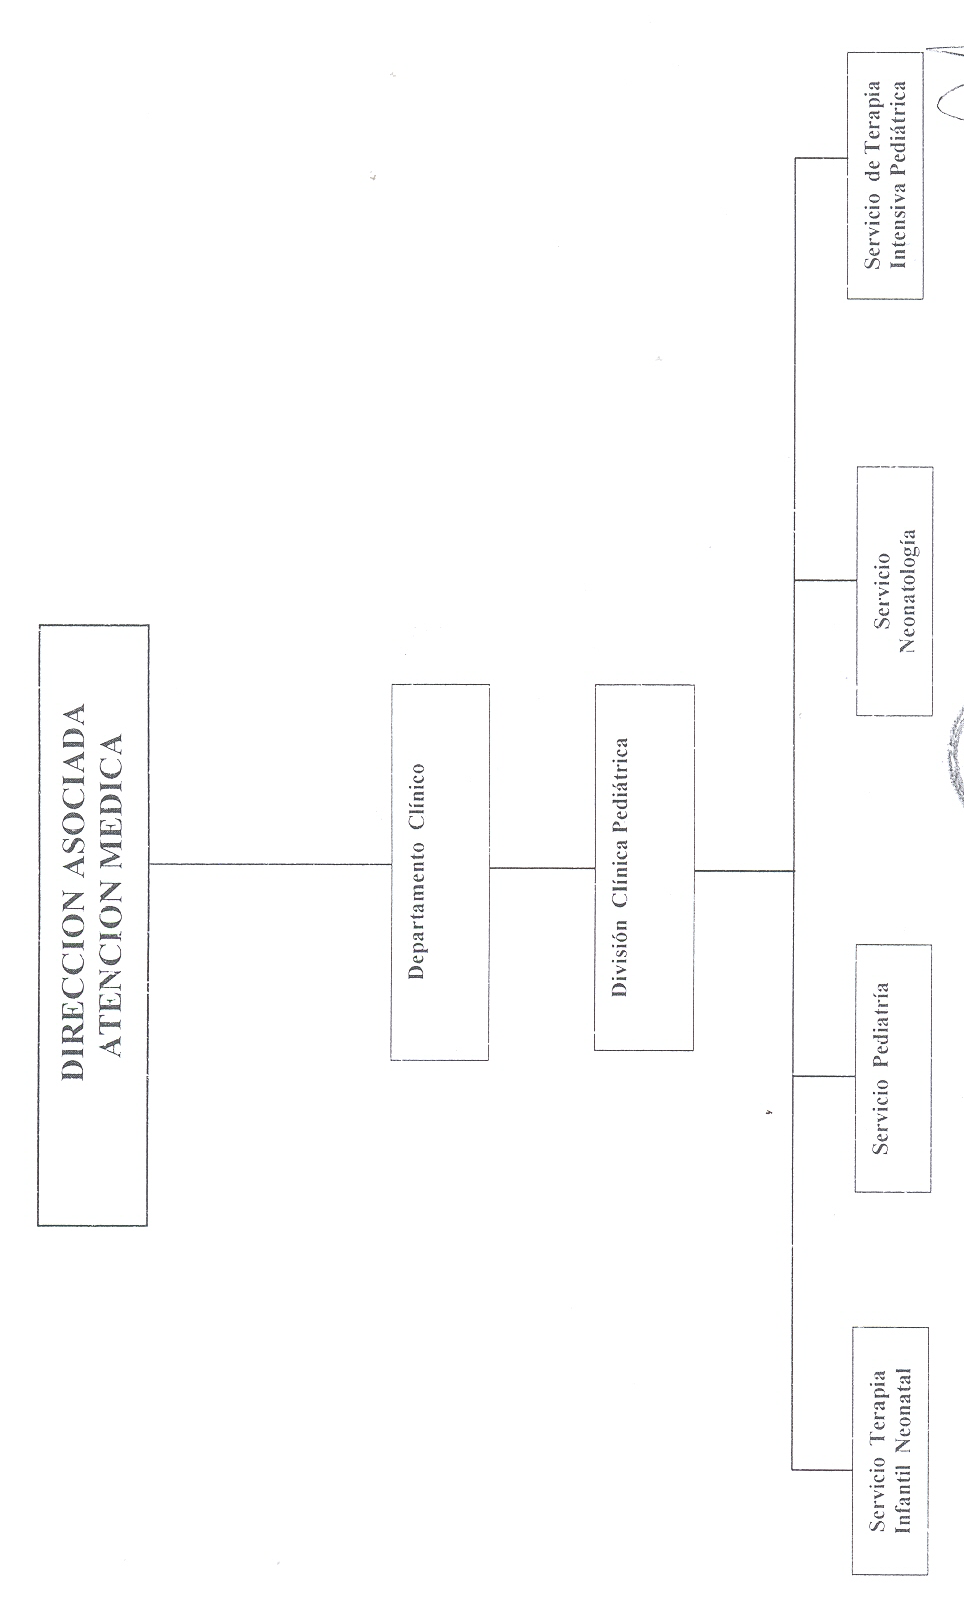 DIRECCION ASOCIADA
ATENCION MEDICA
Departamento Clínico
División Clínica Pediátrica
Servicio Terapia
Infantil Neonatal
Servicio Pediatría
Servicio
Neonatología
Servicio de Terapia
Intensiva Pediátrica